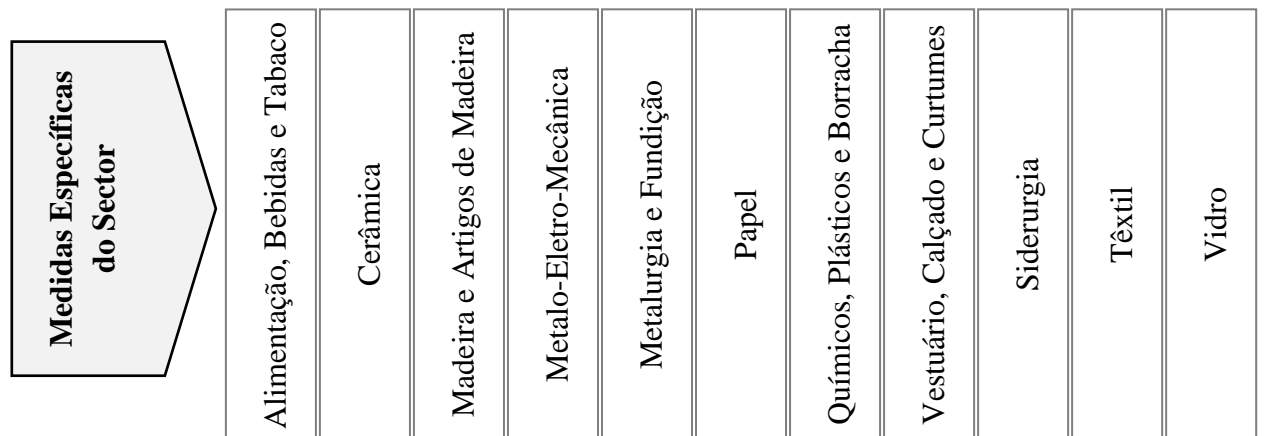 Medidas Específicas
do Sector
Alimentação, Bebidas e Tabaco
Cerâmica
Madeira e Artigos de Madeira
Metalo-Eletro-Mecânica
Metalurgia e Fundição
Papel
Químicos, Plásticos e Borracha
Vestuário, Calçado e Curtumes
Siderurgia
Têxtil
Vidro